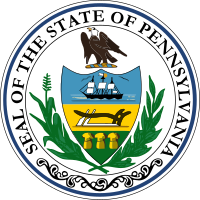 SEAL OF THE STATE OF PENNSYLVANIA